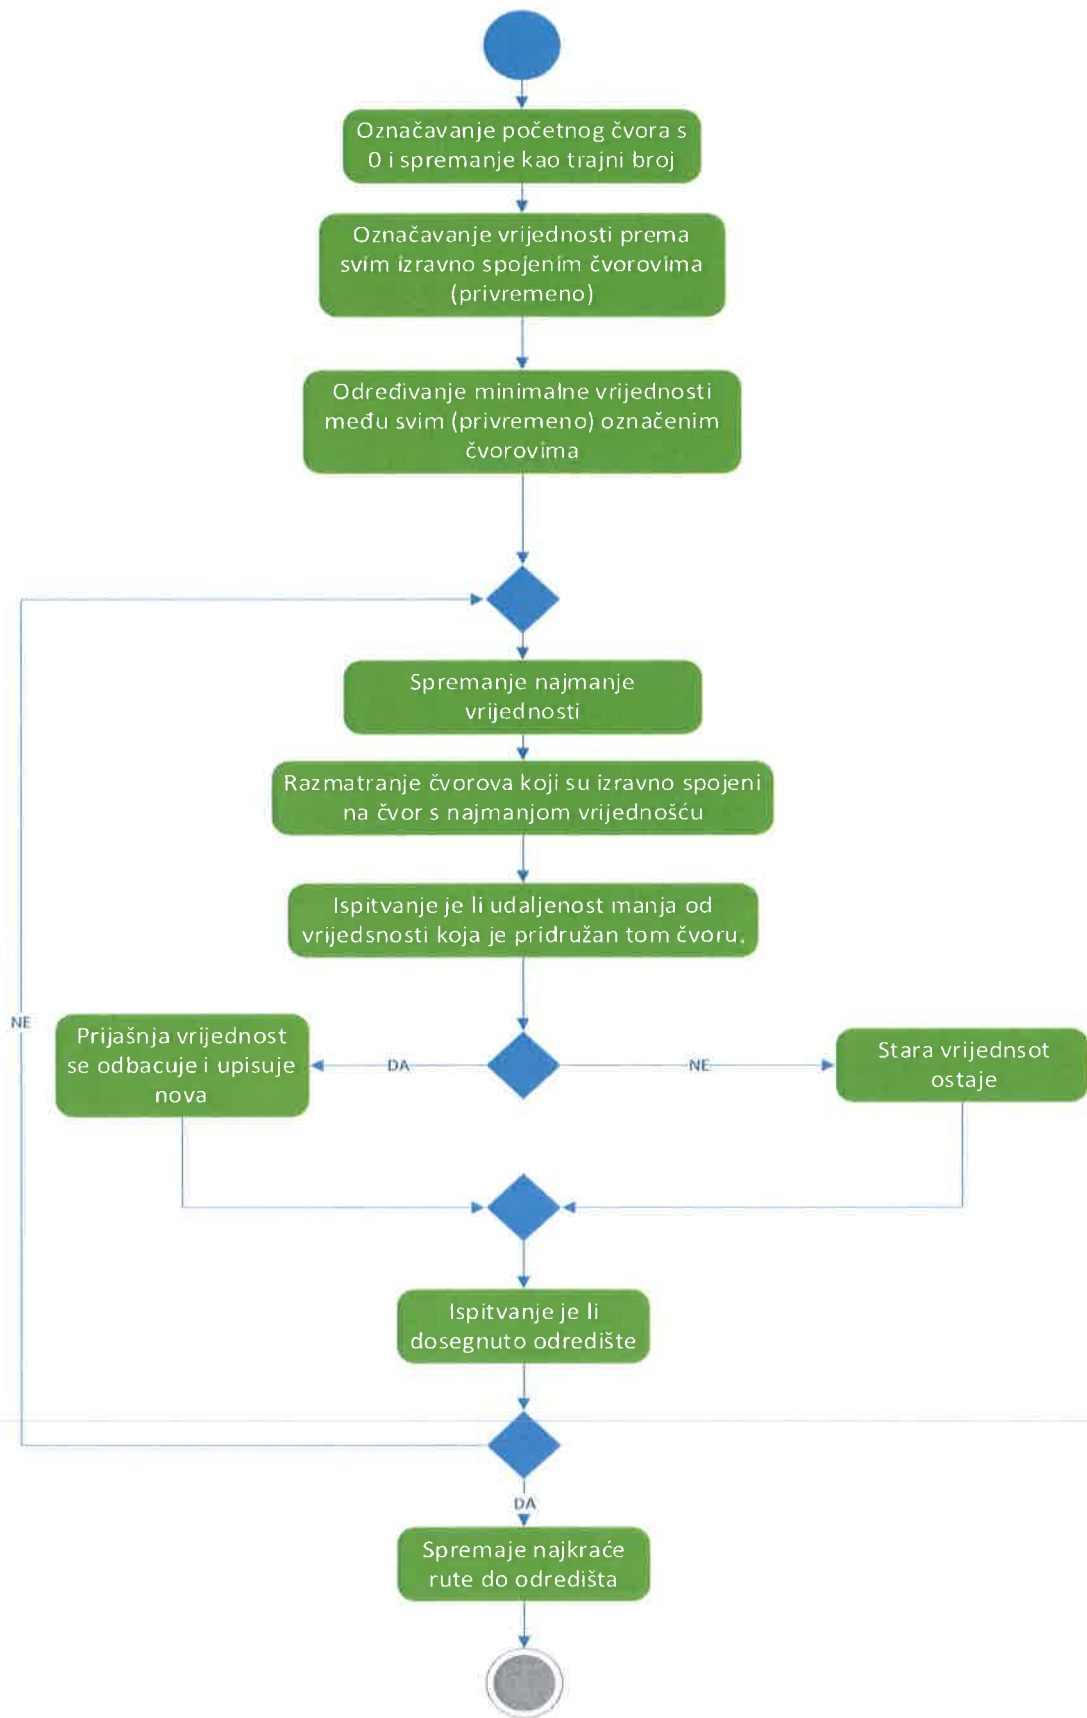 Označavanje početnog čvora s
0 i spremanje kao trajni broj
Označavanje vrijednosti prema
svim izravno spojenim čvorovima
(privremeno)
Određivanje minimalne vrijednosti
među svim (privremeno) označenim
čvorovima
Spremanje najmanje
vrijednosti
Razmatranje čvorova koji su izravno spojeni
na čvor s najmanjom vrijednošću
Ispitvanje je li udaljenost manja od
vrijedsnosti koja je pridružan tom čvoru.
NE
Prijašnja vrijednost
se odbacuje i upisuje
nova
DA
NE
Stara vrijednsot
ostaje
Ispitvanje je li
dosegnuto odredište
DA
Spremaje najkraće
rute do odredišta